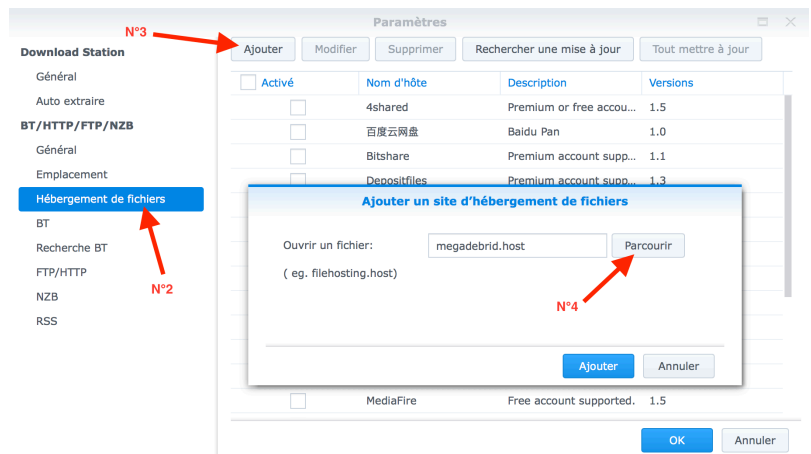 Paramètres
N°3
Download Station
Général
Auto extraire
BT/HTTP/FTP/NZB
Général
Emplacement
Hébergement de fichiers
BT
Recherche BT
FTP/HTTP
NZB
RSS
N°2
Ajouter Modifier Supprimer Rechercher une mise à jour Tout mettre à jour
Activé Nom d'hôte Description Versions
4shared Premium or free accou... 1.5
百度云网盘 Baidu Pan 1.0
Bitshare Premium account supp... 1.1
Depositfiles Premium account supp... 1.3
Ajouter un site d'hébergement de fichiers
Ouvrir un fichier: megadebrid.host Parcourir
( eg. filehosting.host)
N°4
Ajouter Annuler
MediaFire Free account supported. 1.5
OK Annuler